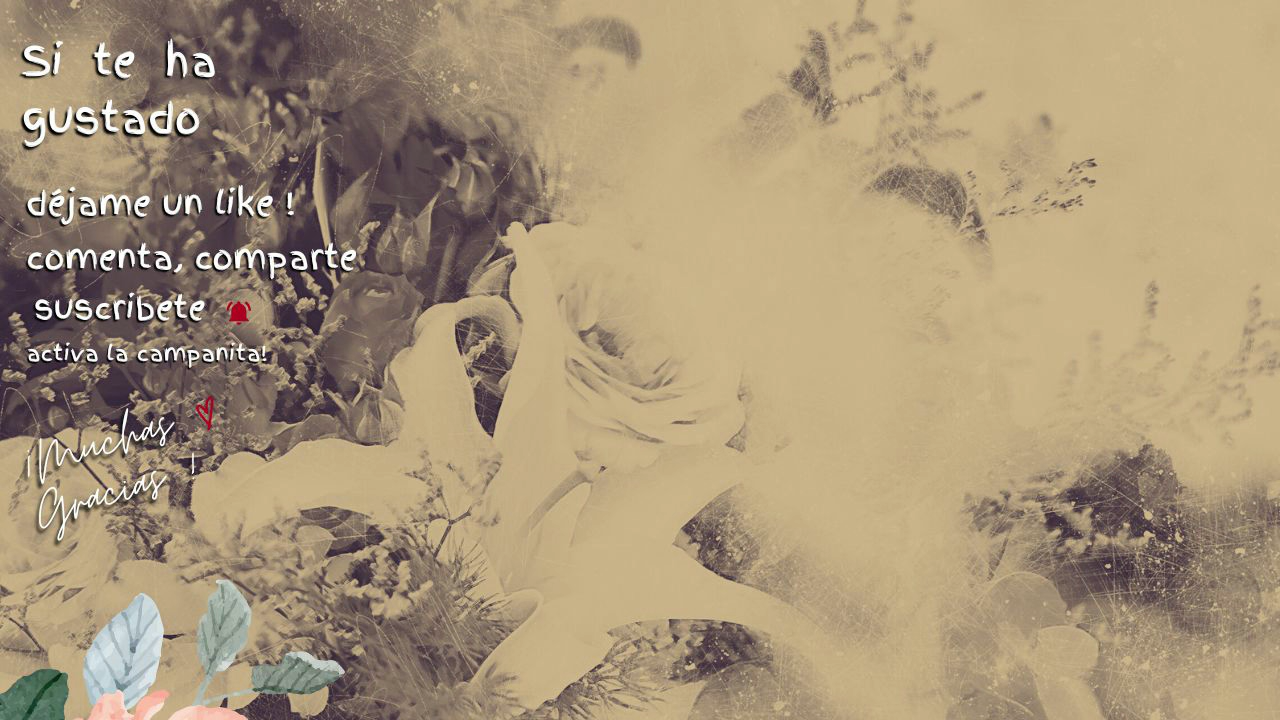 Si te ha
gustado
déjame un like !
comenta, comparte
suscribete
activa la campanita!
¡Muchas
Gracias !